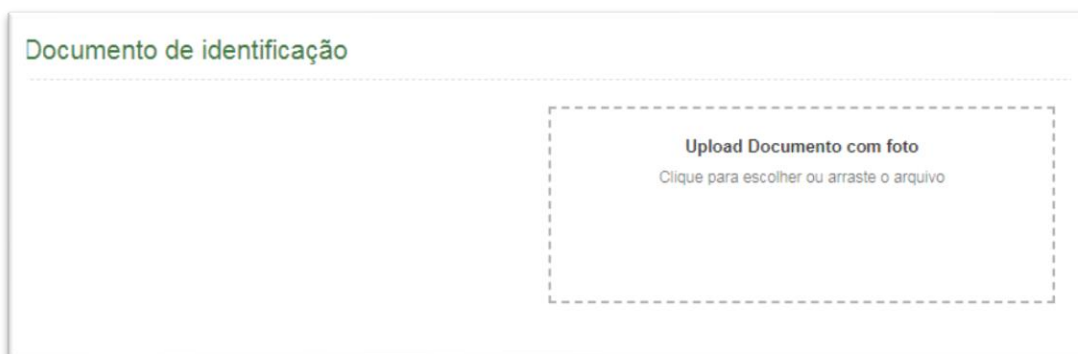 Documento de identificação
Upload Documento com foto
Clique para escolher ou arraste o arquivo